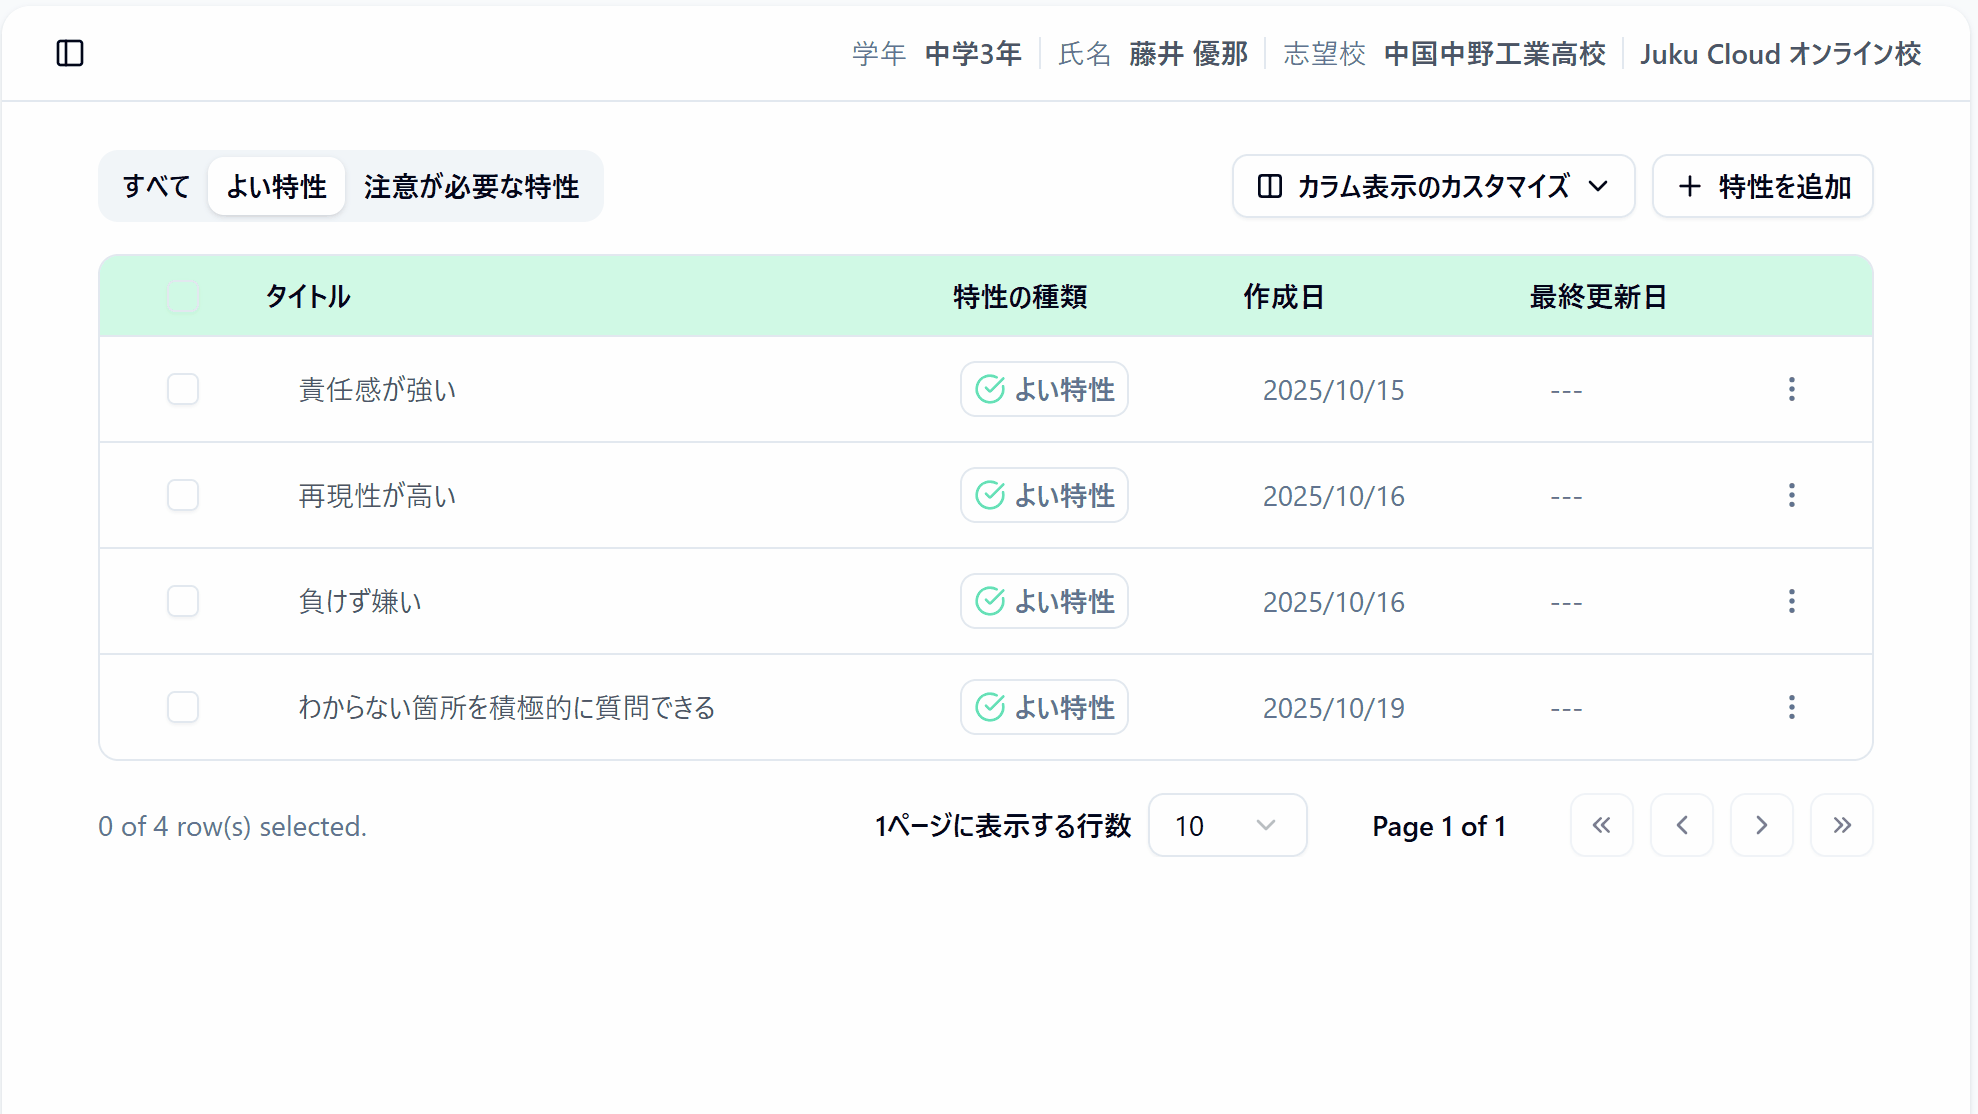 学年 中学3年 氏名 藤井 優那 志望校 中国中野工業高校 Juku Cloud オンライン校
すべて よい特性 注意が必要な特性 カラム表示のカスタマイズ 特性を追加
タイトル 特性の種類 作成日 最終更新日
責任感が強い よい特性 2025/10/15 ---
再現性が高い よい特性 2025/10/16 ---
負けず嫌い よい特性 2025/10/16 ---
わからない箇所を積極的に質問できる よい特性 2025/10/19 ---
0 of 4 row(s) selected. 1ページに表示する行数 10 Page 1 of 1